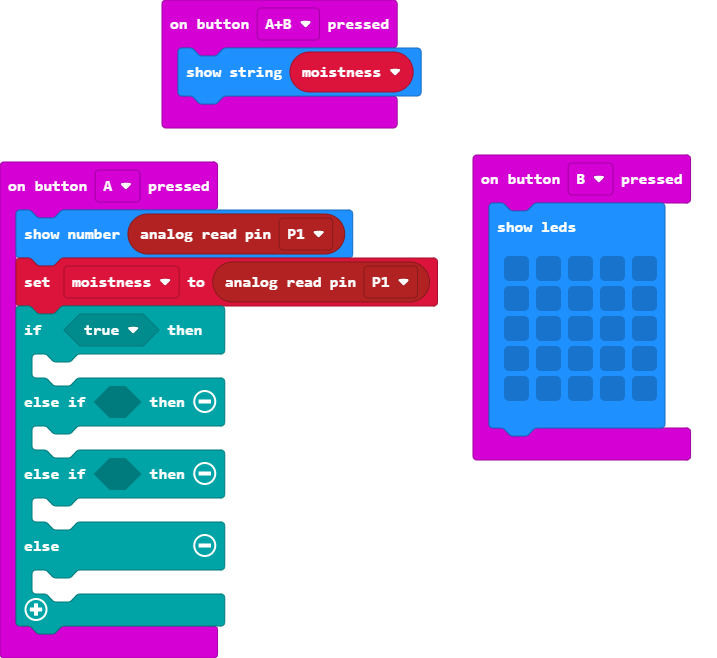 on button A+B pressed
show string moistness
on button A pressed
show number analog read pin P1
set moistness to analog read pin P1
if true then
else if then
else if then
else
on button B pressed
show leds